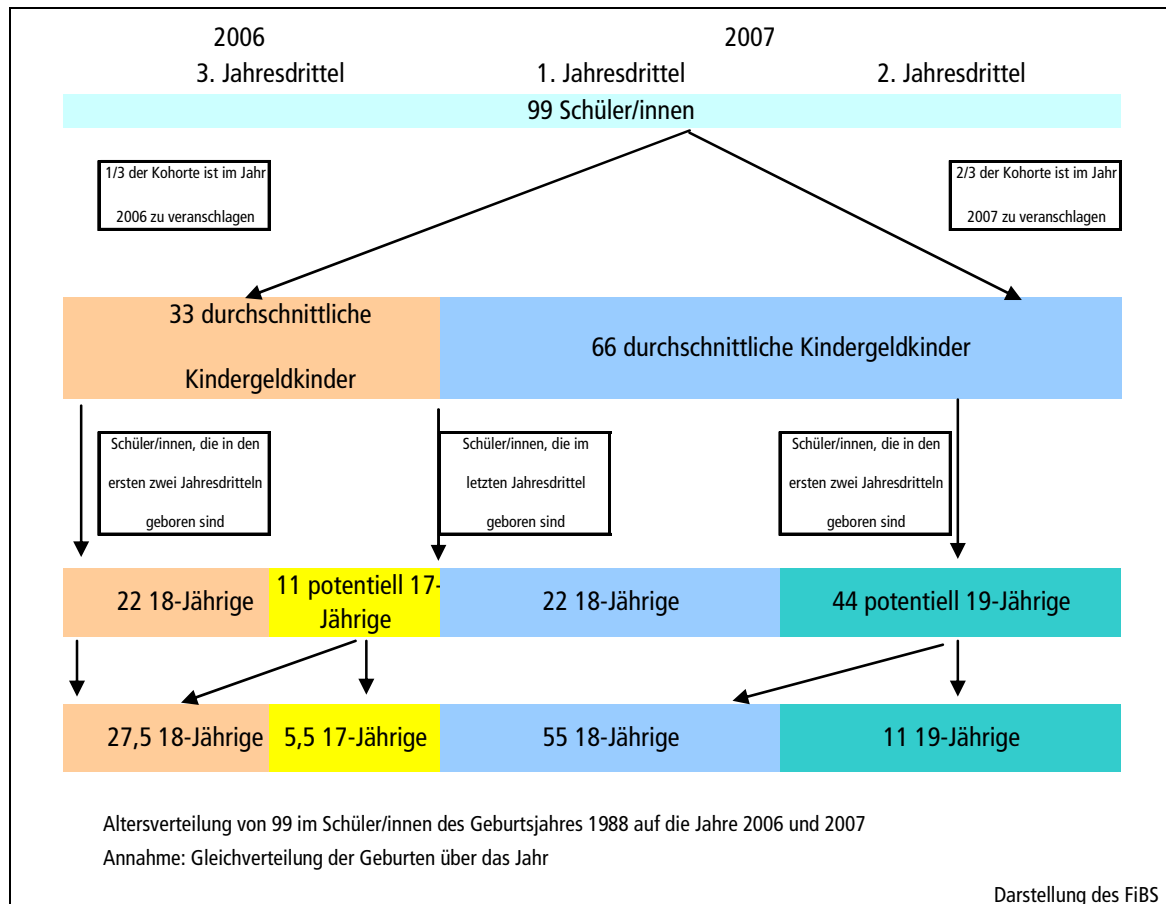 2006
2007
3. Jahresdrittel
1. Jahresdrittel
2. Jahresdrittel
99 Schüler/innen
1/3 der Kohorte ist im Jahr
2006 zu veranschlagen
2/3 der Kohorte ist im Jahr
2007 zu veranschlagen
33 durchschnittliche
Kindergeldkinder
66 durchschnittliche Kindergeldkinder
Schüler/innen, die in den
ersten zwei Jahresdritteln
geboren sind
Schüler/innen, die im
letzten Jahresdrittel
geboren sind
Schüler/innen, die in den
ersten zwei Jahresdritteln
geboren sind
22 18-Jährige
11 potentiell 17-
Jährige
22 18-Jährige
44 potentiell 19-Jährige
27,5 18-Jährige
5,5 17-Jährige
55 18-Jährige
11 19-Jährige
Altersverteilung von 99 im Schüler/innen des Geburtsjahres 1988 auf die Jahre 2006 und 2007
Annahme: Gleichverteilung der Geburten über das Jahr
Darstellung des FiBS